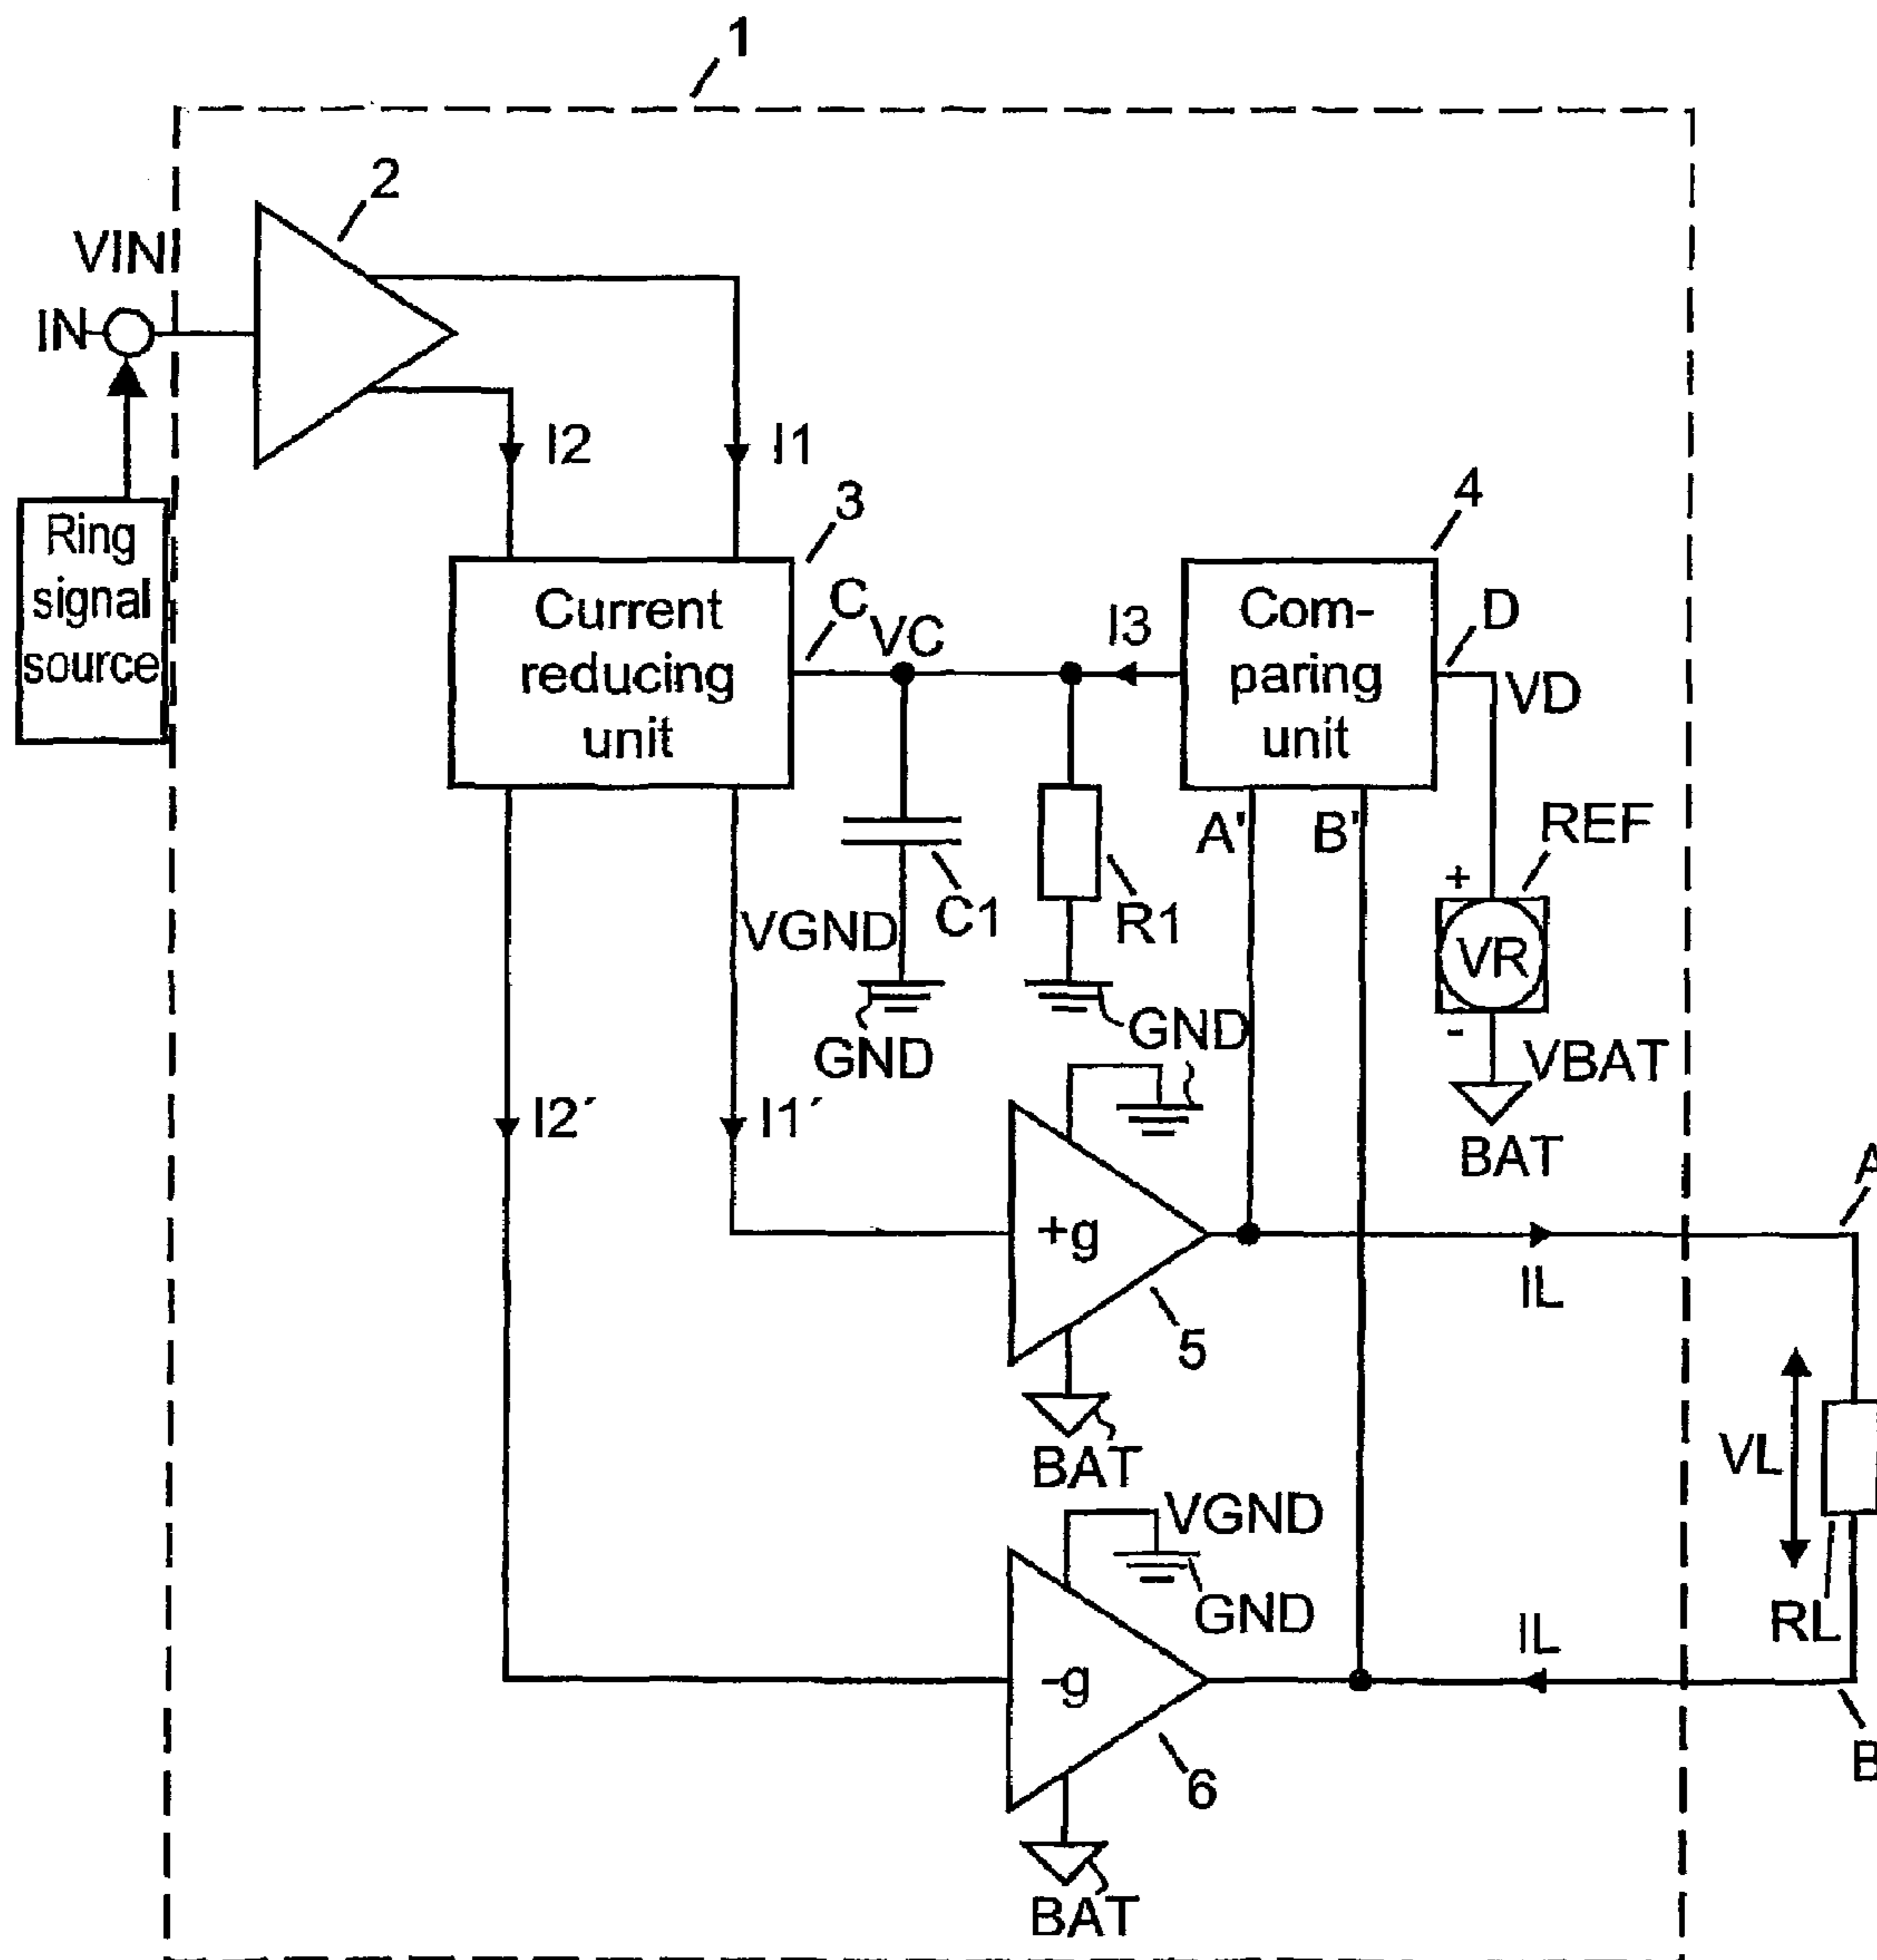 1
2
VIN
IN
I2
I1
3
4
Ring
signal
source
Current
reducing
unit
C
VC
I3
Com-
paring
unit
D
VD
A'
B'
REF
+
VR
-
C1
R1
VGND
GND
GND
VBAT
BAT
I2´
I1´
+g
5
BAT
A
IL
VL
RL
VGND
GND
-g
6
IL
B
BAT